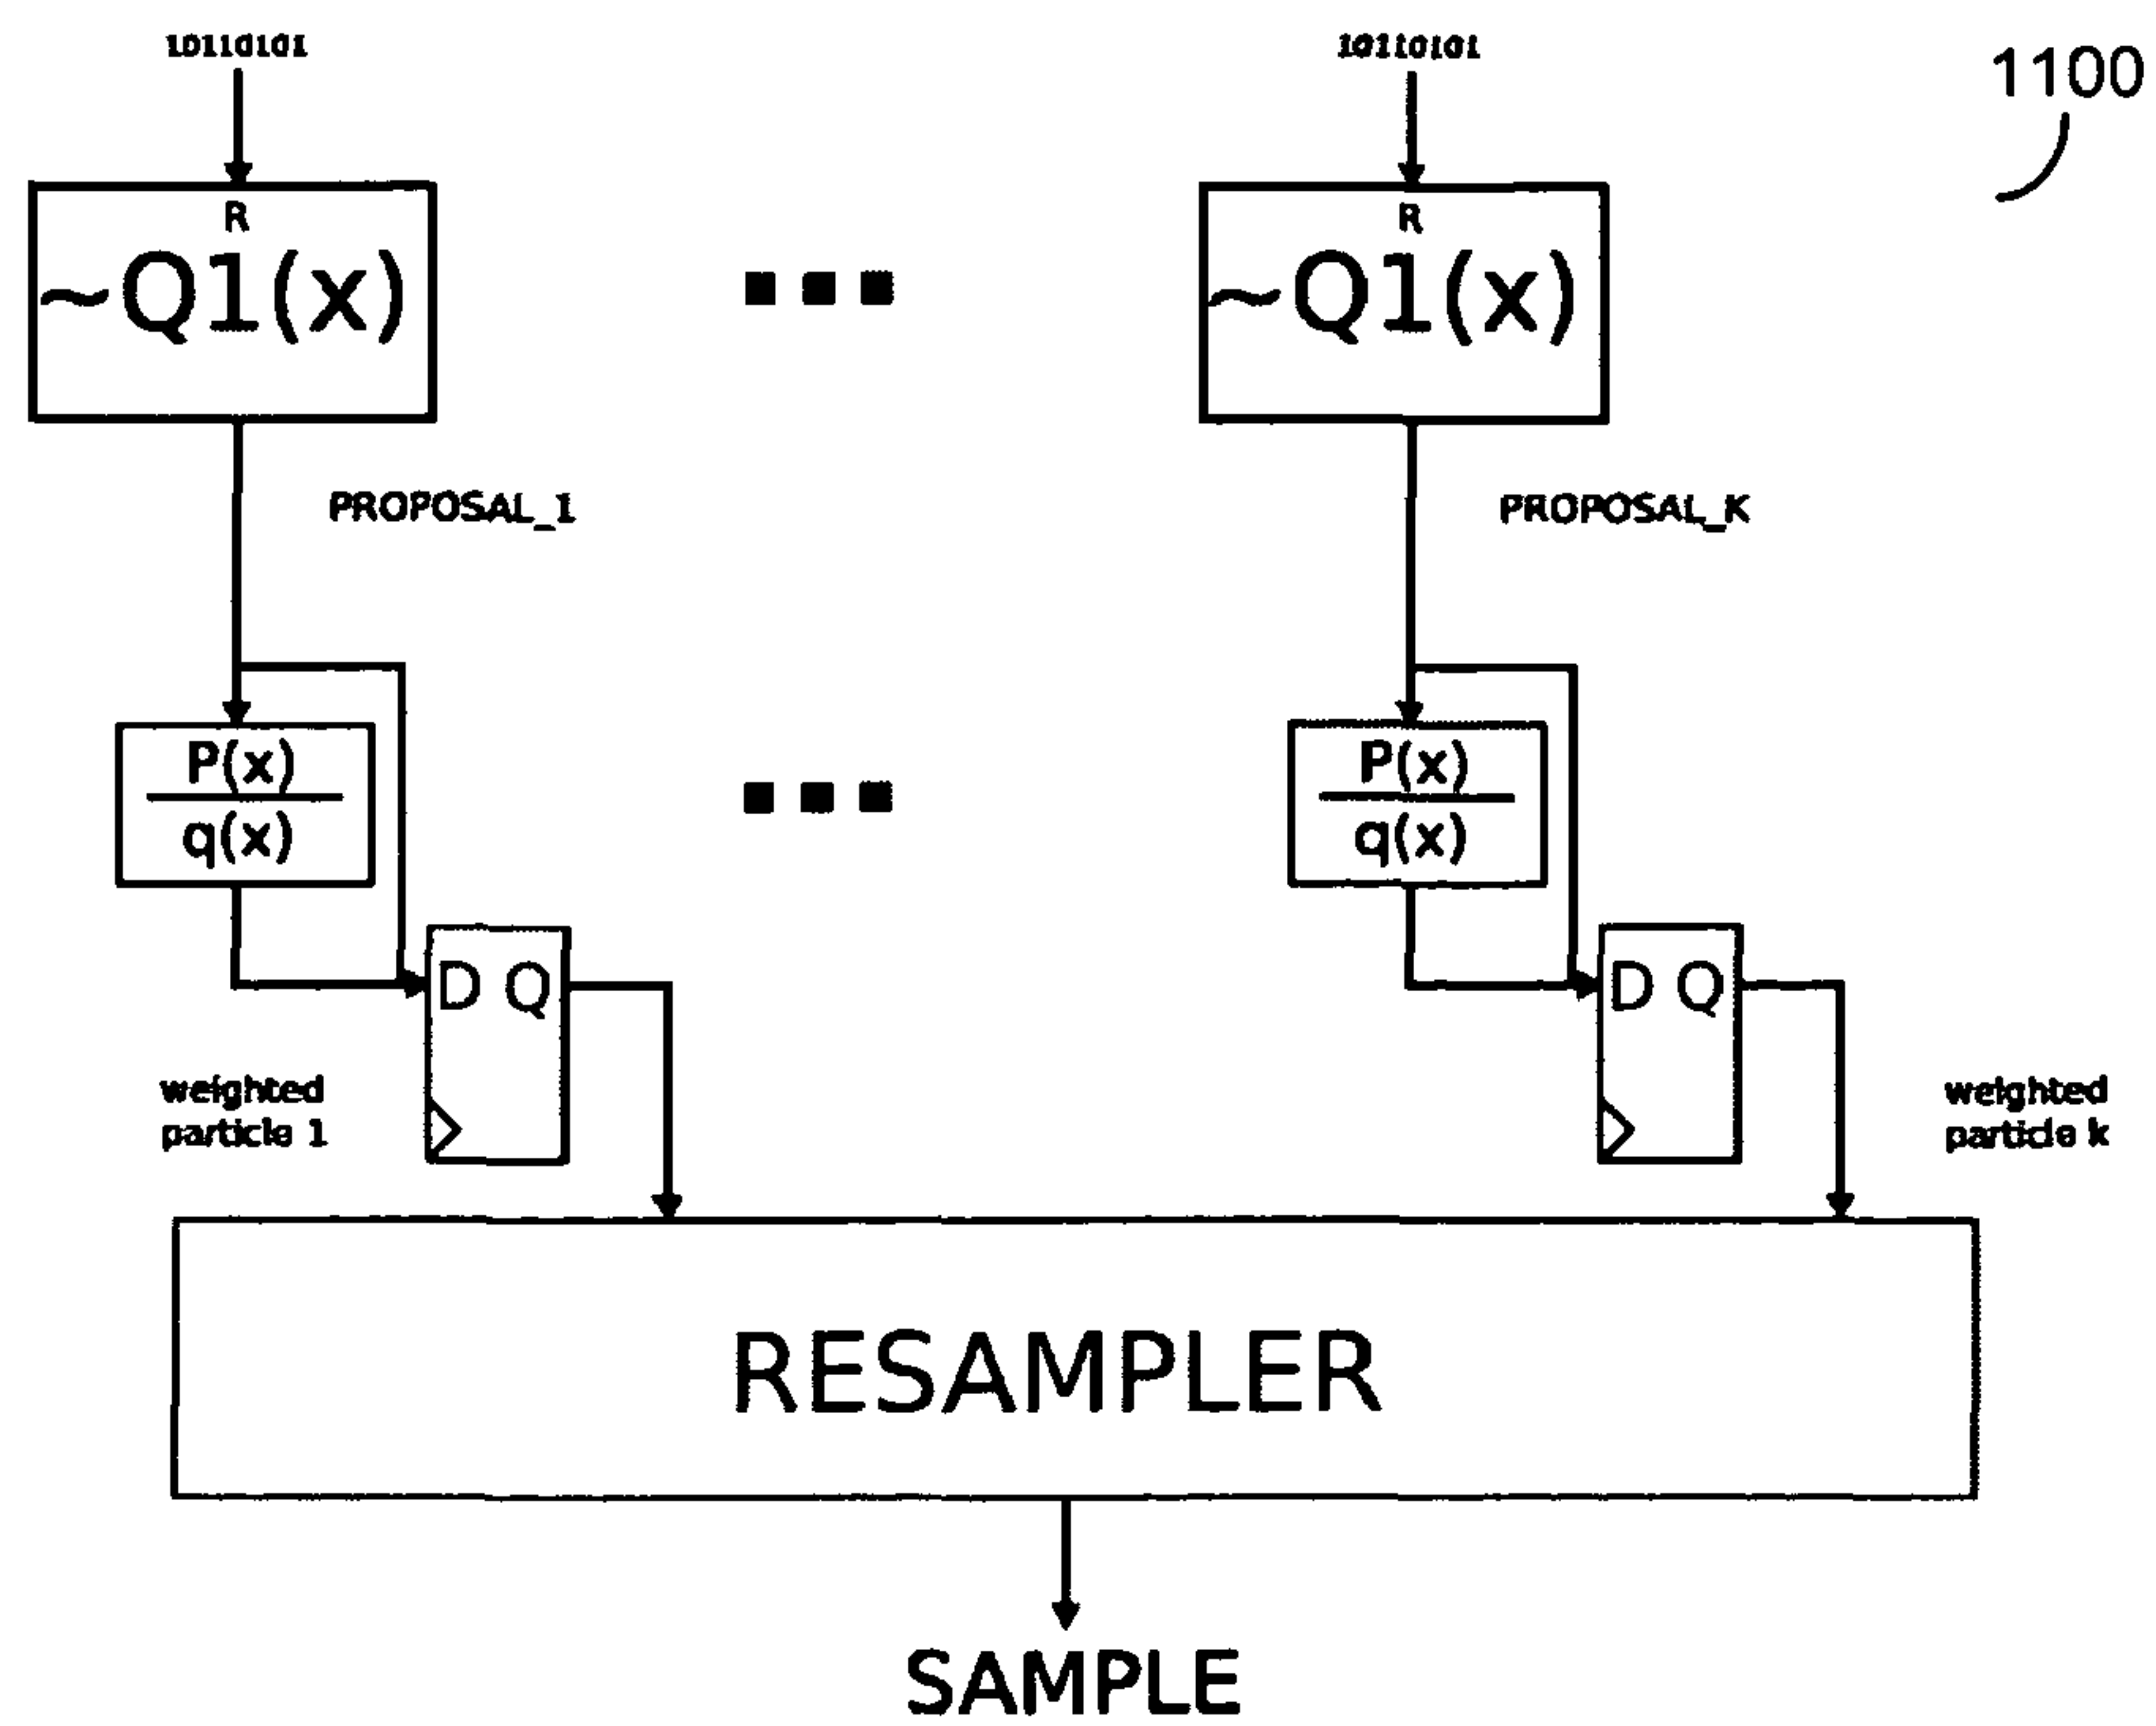 10110101
10110101
1100
R
~Q1(x)
R
~Q1(x)
PROPOSAL_1
PROPOSAL_K
P(x)
q(x)
P(x)
q(x)
D Q
D Q
weighted
particle 1
weighted
particle k
RESAMPLER
SAMPLE